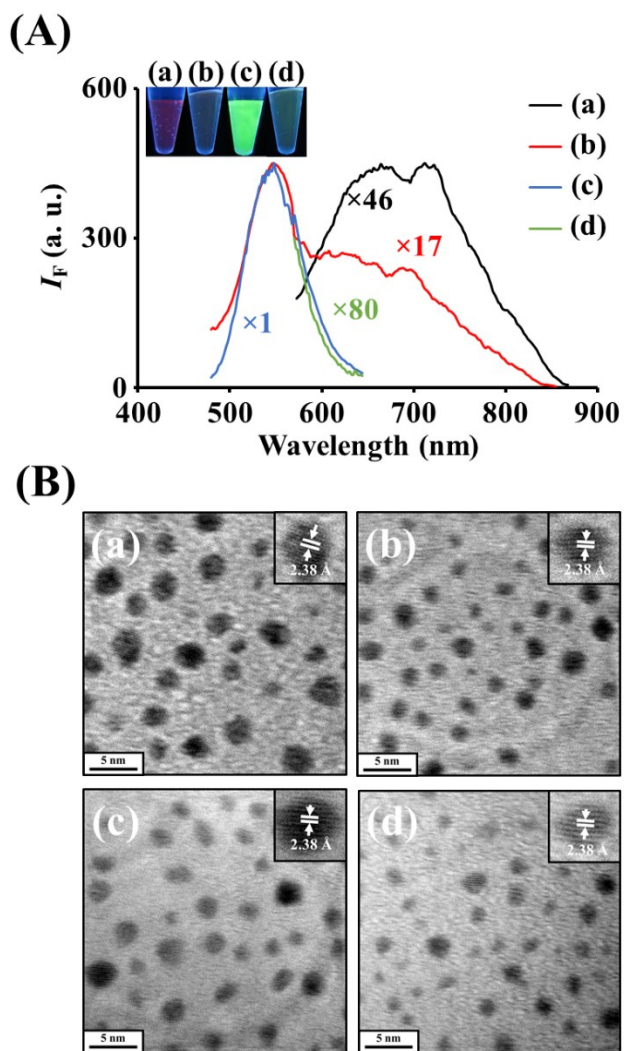 (A)
(a) (b) (c) (d)
600
300
0
I_F (a. u.)
×46
×17
×1
×80
(a)
(b)
(c)
(d)
400 500 600 700 800 900
Wavelength (nm)
(B)
(a)
2.38 Å
5 nm
(b)
2.38 Å
5 nm
(c)
2.38 Å
5 nm
(d)
2.38 Å
5 nm